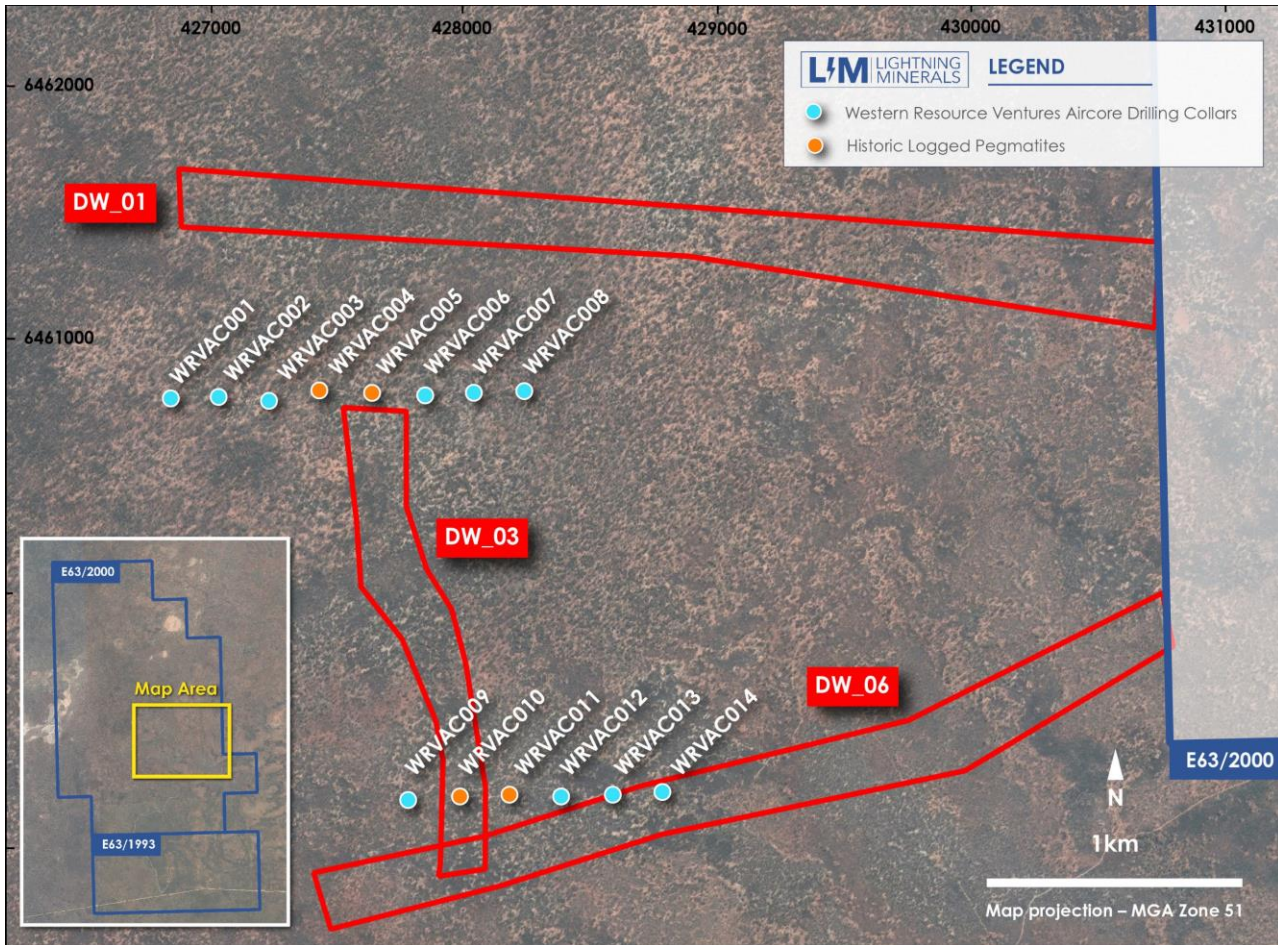 427000
428000
429000
430000
431000
6462000
6461000
LM LIGHTNING MINERALS
LEGEND
Western Resource Ventures Aircore Drilling Collars
Historic Logged Pegmatites
DW_01
WRVAC001
WRVAC002
WRVAC003
WRVAC004
WRVAC005
WRVAC006
WRVAC007
WRVAC008
DW_03
DW_06
WRVAC009
WRVAC010
WRVAC011
WRVAC012
WRVAC013
WRVAC014
E63/2000
Map Area
E63/1993
E63/2000
N
1km
Map projection – MGA Zone 51